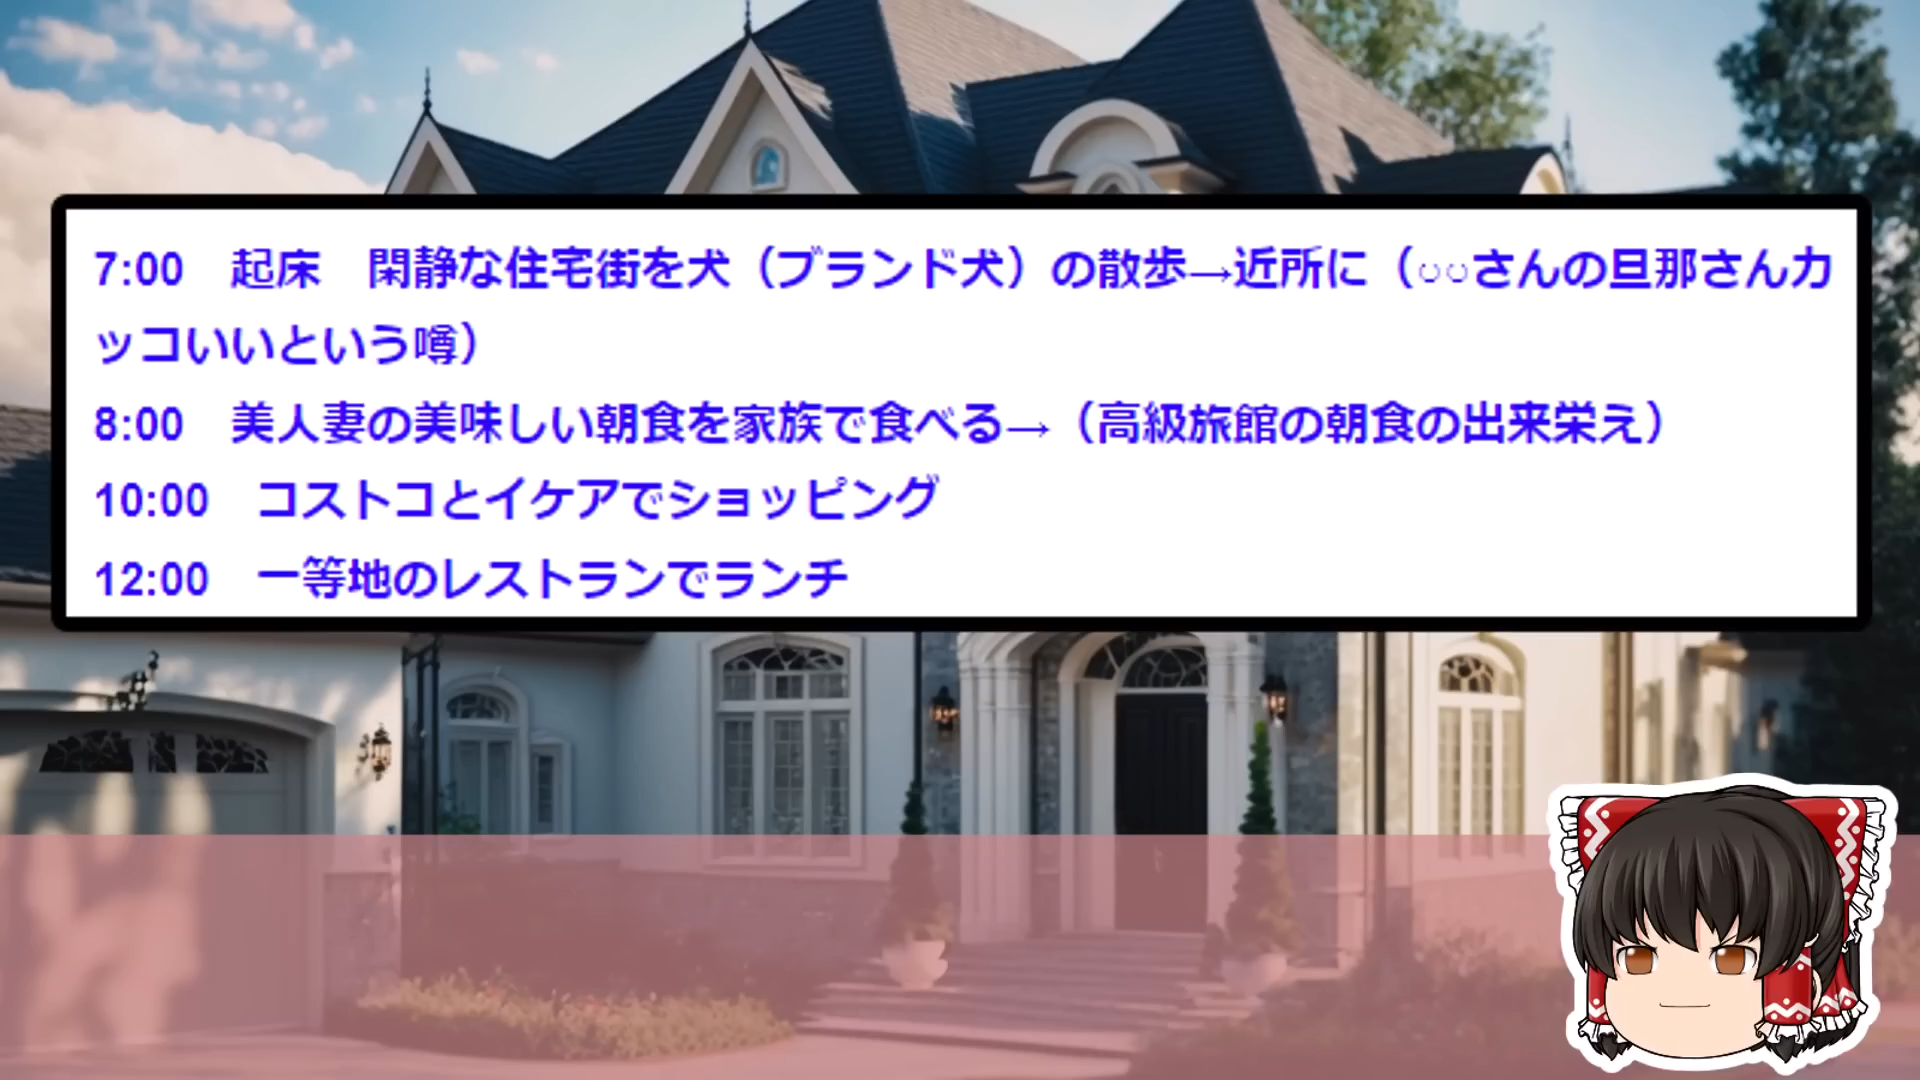 7:00　起床　閑静な住宅街を犬（ブランド犬）の散歩→近所に（○○さんの旦那さんカ
ッコいいという噂）
8:00　美人妻の美味しい朝食を家族で食べる→（高級旅館の朝食の出来栄え）
10:00　コストコとイケアでショッピング
12:00　一等地のレストランでランチ